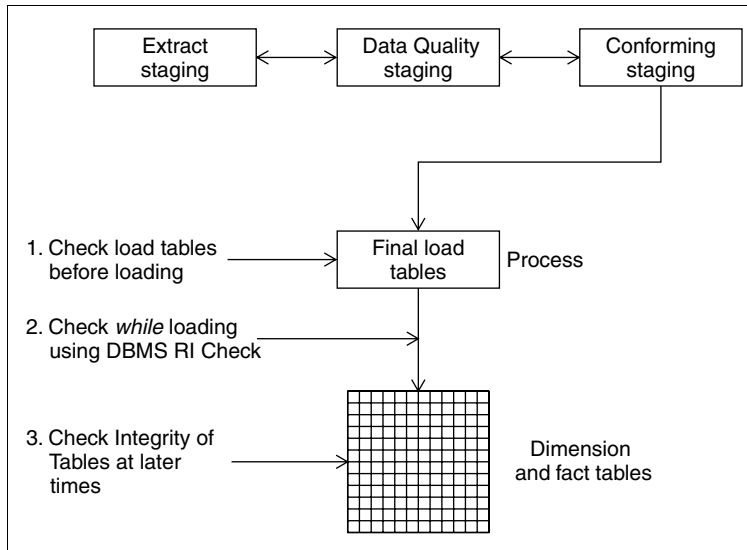 Extract
staging
Data Quality
staging
Conforming
staging
1. Check load tables
before loading
Final load
tables
Process
2. Check while loading
using DBMS RI Check
3. Check Integrity of
Tables at later
times
Dimension
and fact tables